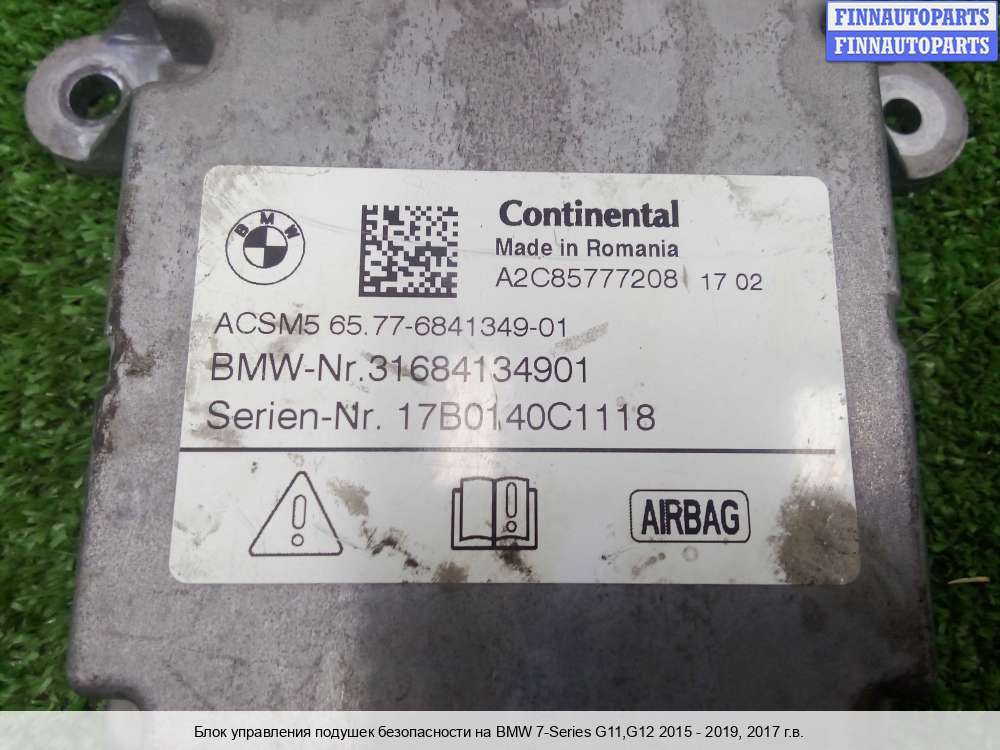 FINNAUTOPARTS
FINNAUTOPARTS
BMW
Continental
Made in Romania
A2C85777208 17 02
ACSM5 65.77-6841349-01
BMW-Nr.31684134901
Serien-Nr. 17B0140C1118
AIRBAG
Блок управления подушек безопасности на BMW 7-Series G11,G12 2015 - 2019, 2017 г.в.